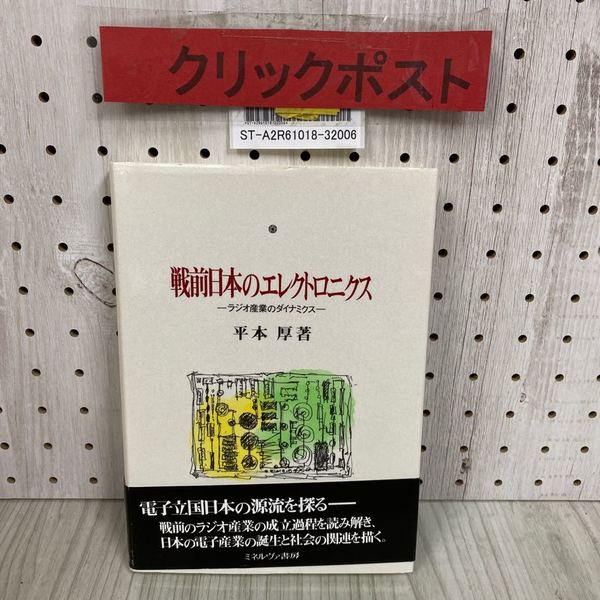 クリックポスト
ST-A2R61018-32006
戦前日本のエレクトロニクス
―ラジオ産業のダイナミクス―
平本 厚著
電子立国日本の源流を探る――
戦前のラジオ産業の成立過程を読み解き、
日本の電子産業の誕生と社会の関連を描く。
ミネルヴァ書房